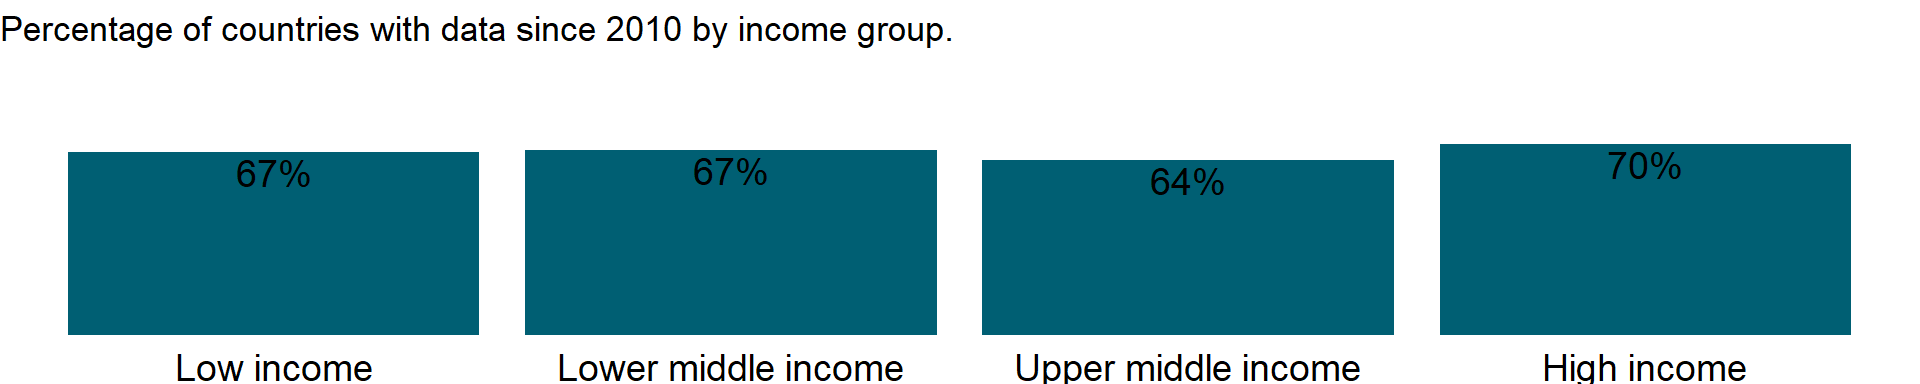 Percentage of countries with data since 2010 by income group.
67%
67%
64%
70%
Low income
Lower middle income
Upper middle income
High income